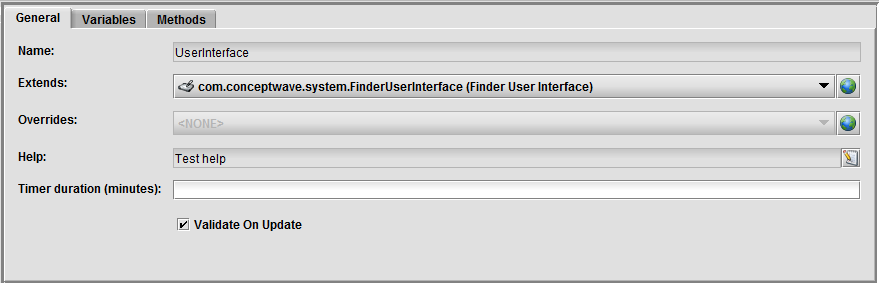 General Variables Methods
Name: UserInterface
Extends: com.conceptwave.system.FinderUserInterface (Finder User Interface)
Overrides: <NONE>
Help: Test help
Timer duration (minutes):
Validate On Update